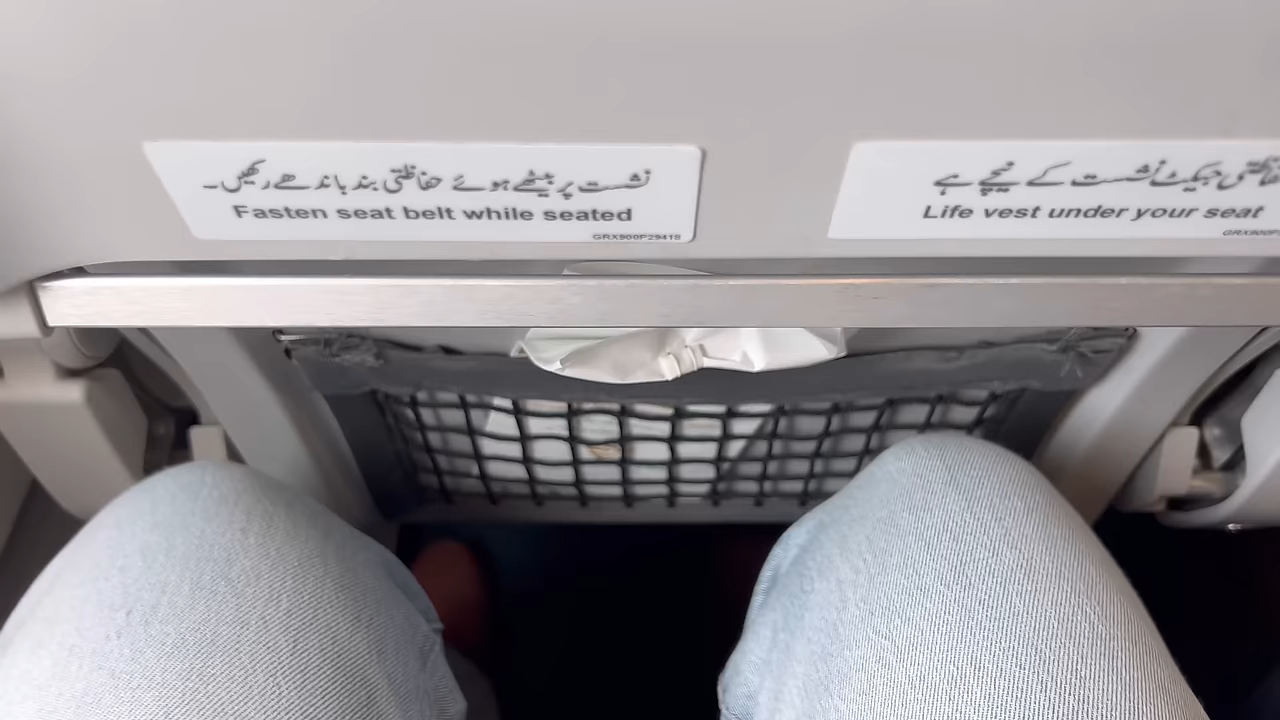 نشست پر بیٹھے ہوئے حفاظتی بند باندھے رکھیں۔
Fasten seat belt while seated
GRX900P29418
حفاظتی جیکٹ نشست کے نیچے ہے
Life vest under your seat